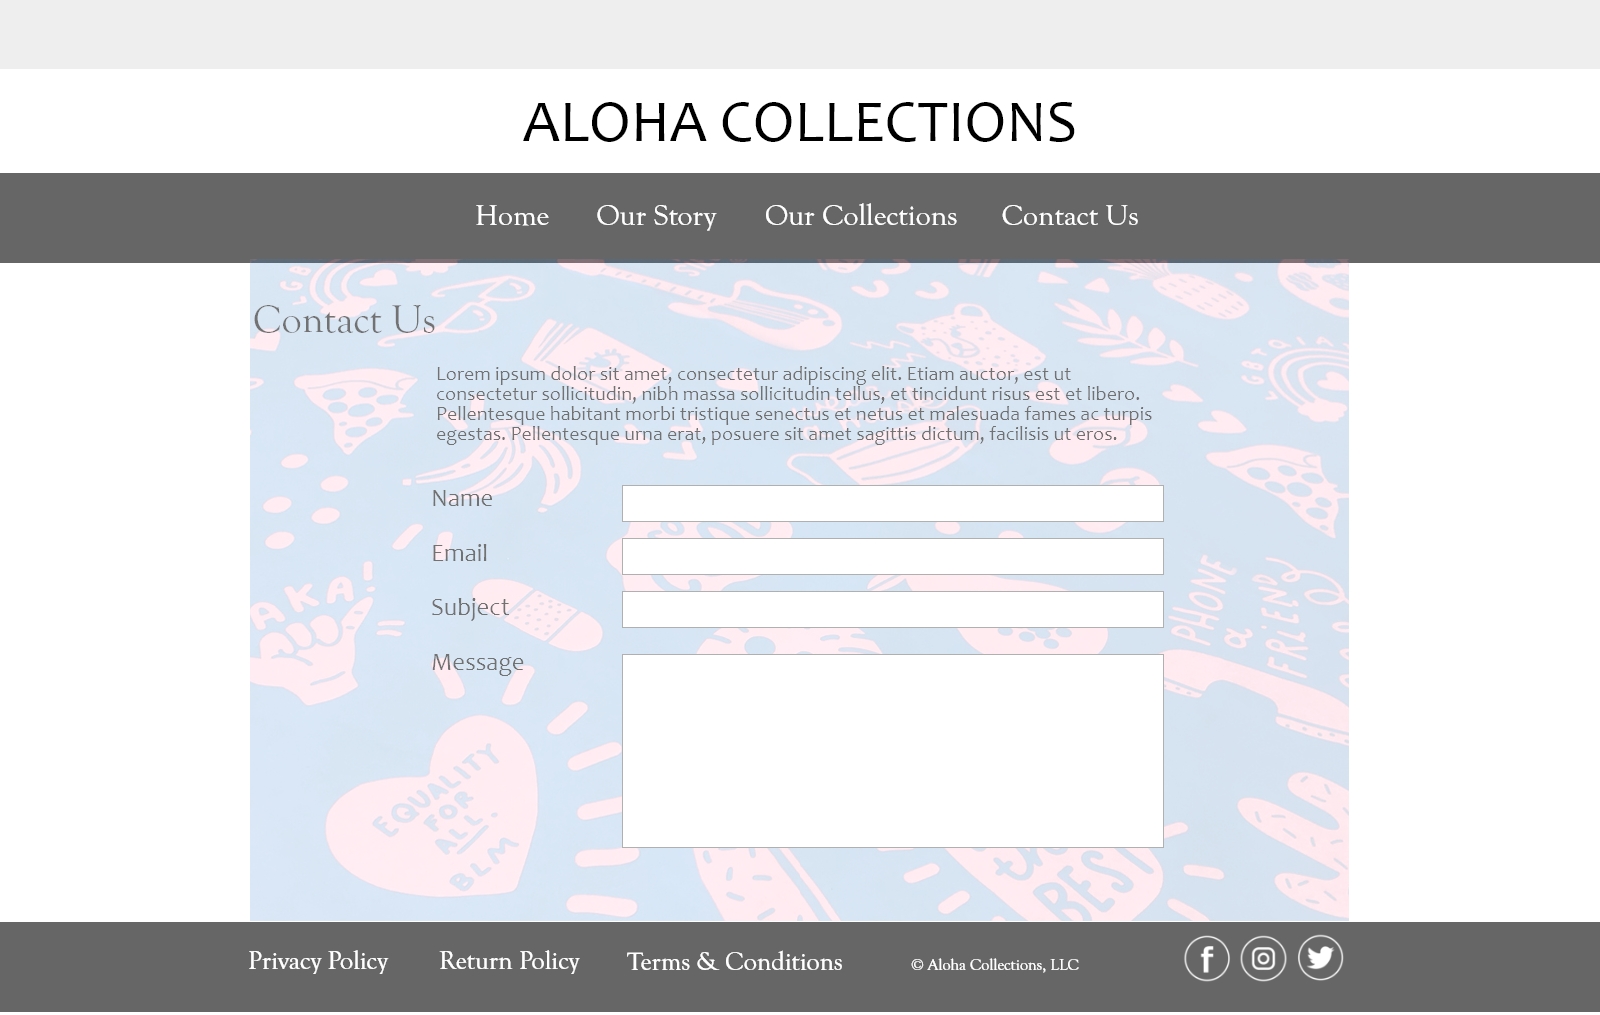 ALOHA COLLECTIONS
Home Our Story Our Collections Contact Us
Contact Us
Lorem ipsum dolor sit amet, consectetur adipiscing elit. Etiam auctor, est ut
consectetur sollicitudin, nibh massa sollicitudin tellus, et tincidunt risus est et libero.
Pellentesque habitant morbi tristique senectus et netus et malesuada fames ac turpis
egestas. Pellentesque urna erat, posuere sit amet sagittis dictum, facilisis ut eros.
Name
Email
Subject
Message
AKA!
PHONE
a
FRIEND
LGBTQIA
EQUALITY
FOR
ALL.
BLM
BEST
Privacy Policy Return Policy Terms & Conditions © Aloha Collections, LLC